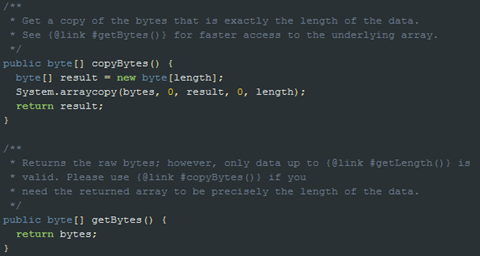 /**
 * Get a copy of the bytes that is exactly the length of the data.
 * See {@link #getBytes()} for faster access to the underlying array.
 */
public byte[] copyBytes() {
  byte[] result = new byte[length];
  System.arraycopy(bytes, 0, result, 0, length);
  return result;
}

/**
 * Returns the raw bytes; however, only data up to {@link #getLength()} is
 * valid. Please use {@link #copyBytes()} if you
 * need the returned array to be precisely the length of the data.
 */
public byte[] getBytes() {
  return bytes;
}